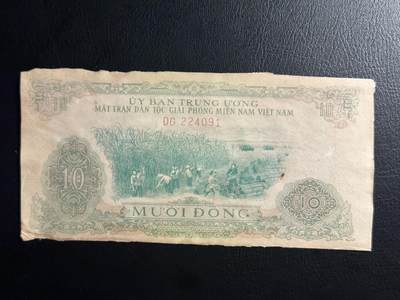 ỦY BAN TRUNG ƯƠNG
MẶT TRẬN DÂN TỘC GIẢI PHÓNG MIỀN NAM VIỆT NAM
DG 224091
10
10
MƯỜI ĐỒNG